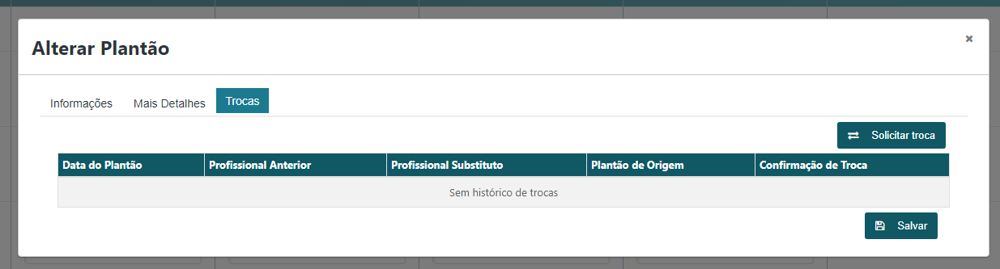 Alterar Plantão
×
Informações Mais Detalhes Trocas
Solicitar troca
Data do Plantão Profissional Anterior Profissional Substituto Plantão de Origem Confirmação de Troca
Sem histórico de trocas
Salvar